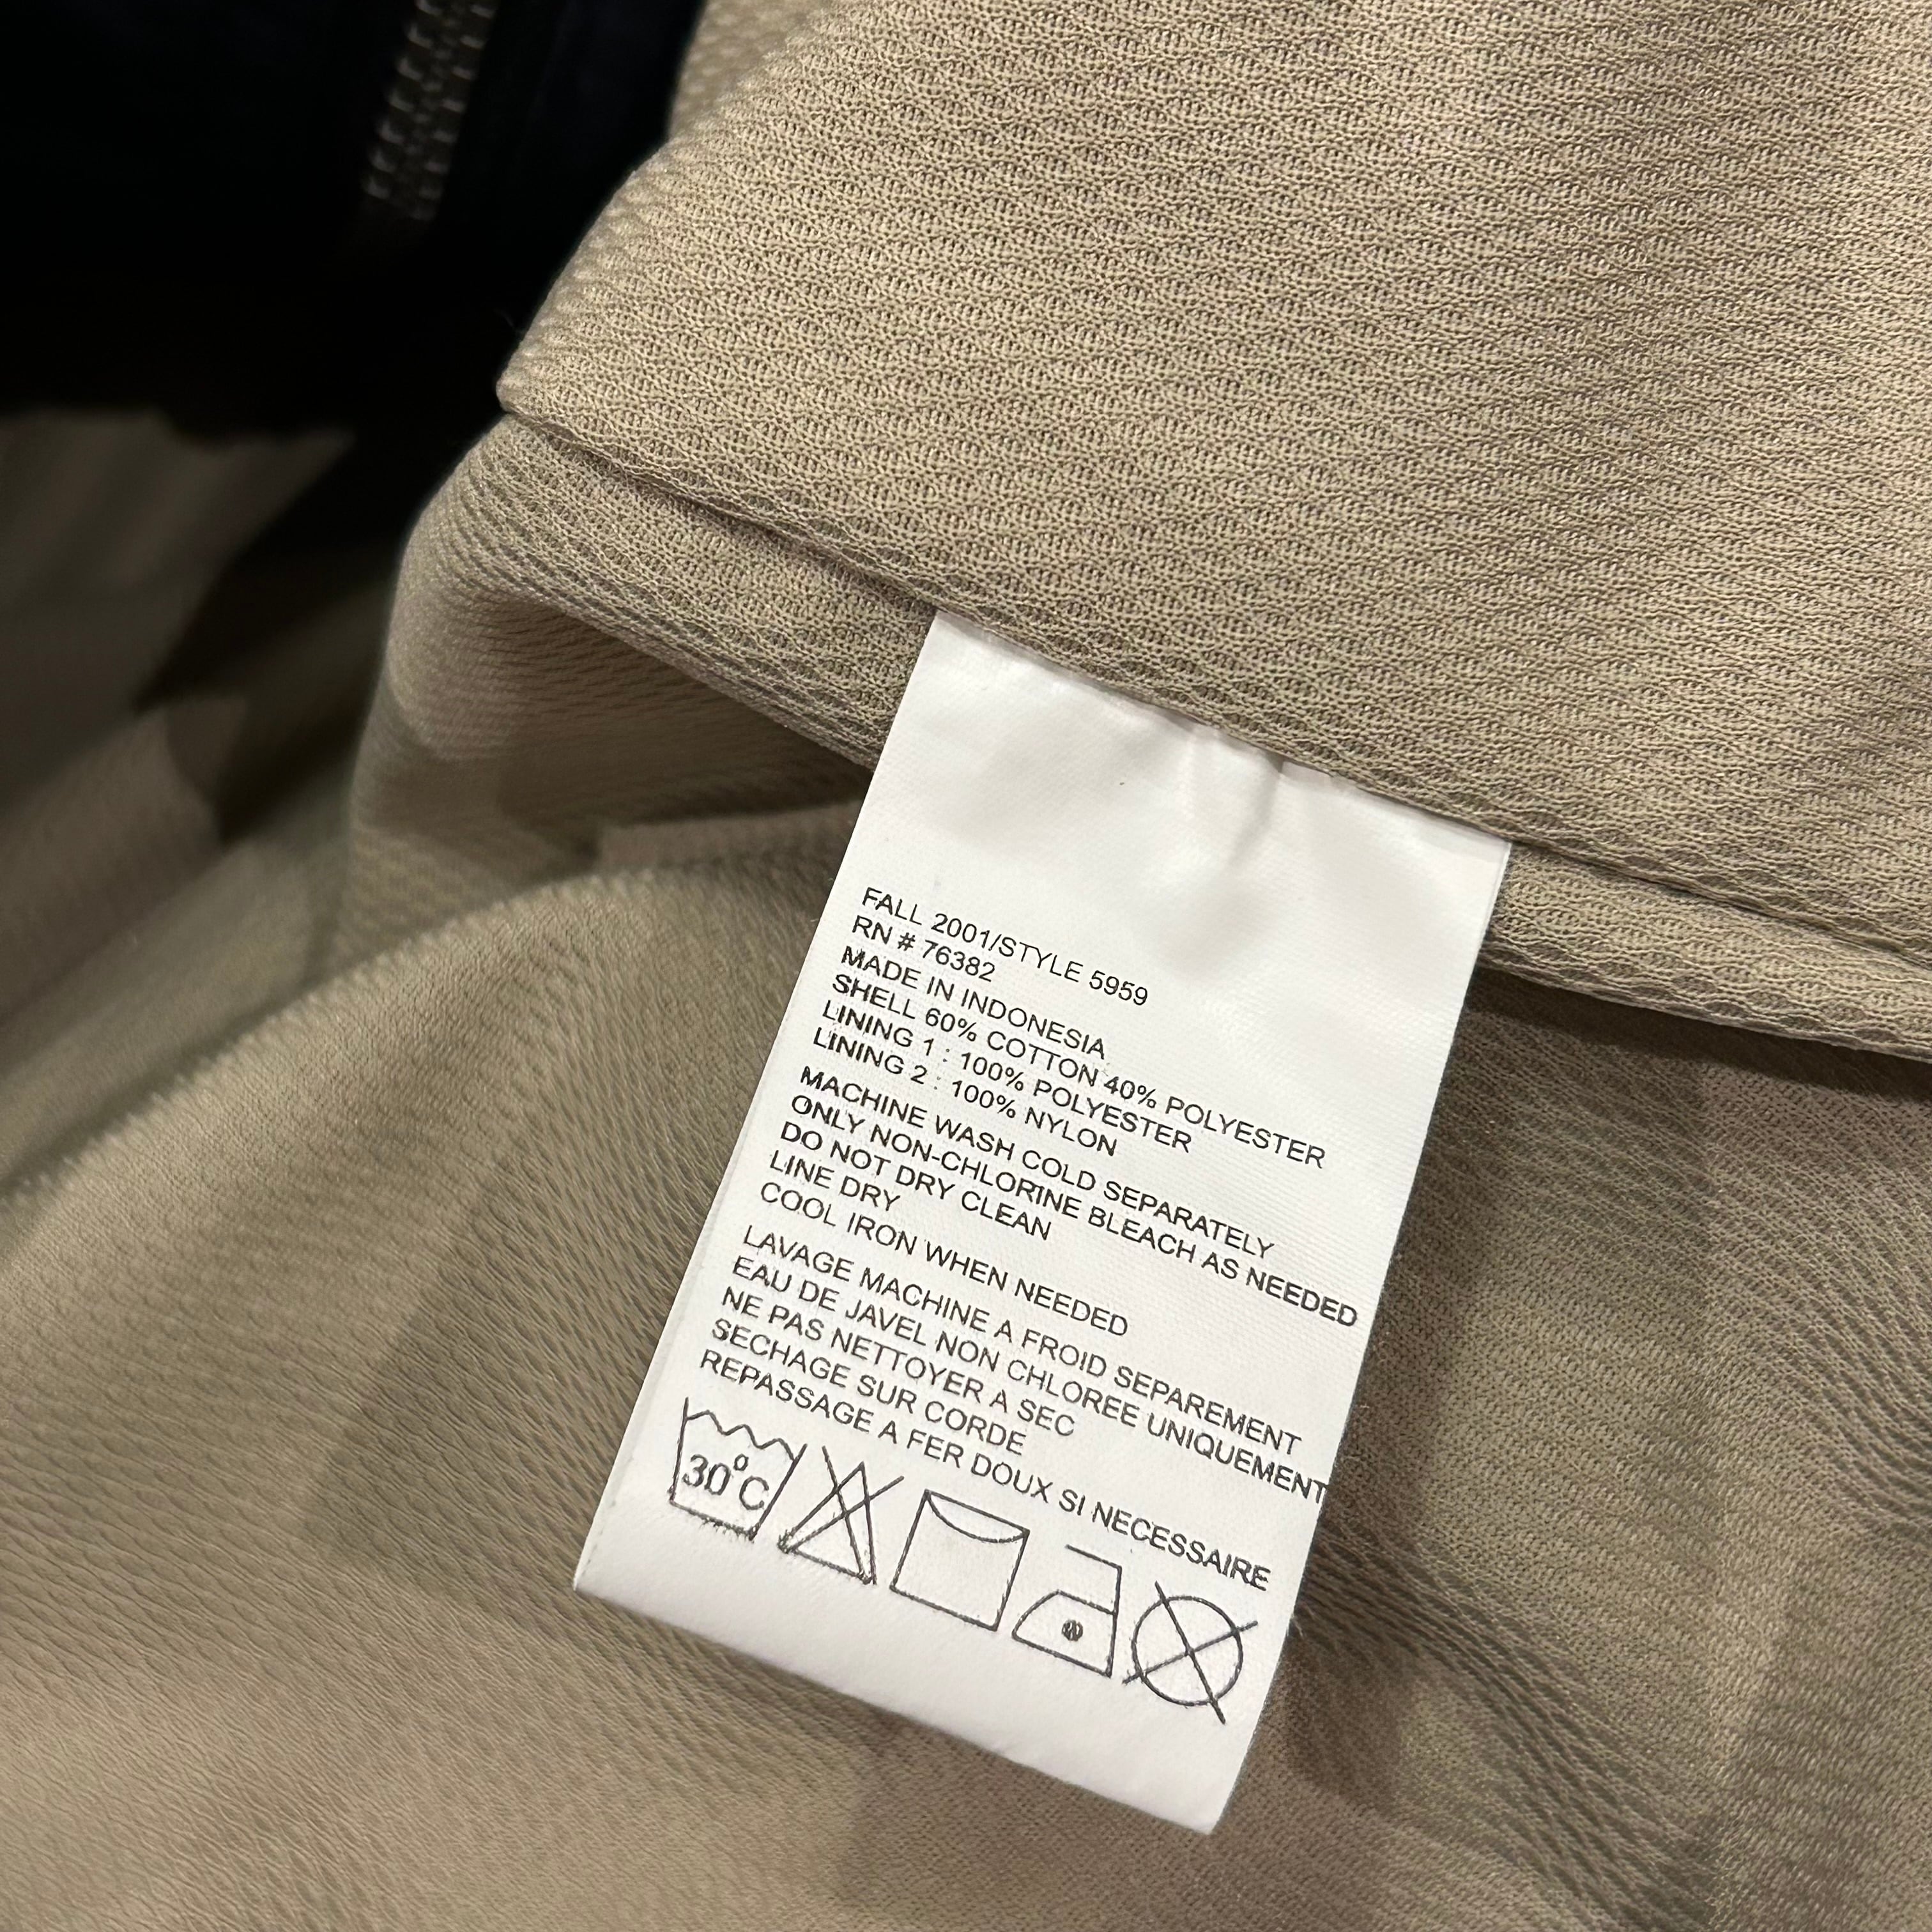 FALL 2001/STYLE 5959
RN # 76382
MADE IN INDONESIA
SHELL 60% COTTON 40% POLYESTER
LINING 1 : 100% POLYESTER
LINING 2 : 100% NYLON
MACHINE WASH COLD SEPARATELY
ONLY NON-CHLORINE BLEACH AS NEEDED
DO NOT DRY CLEAN
LINE DRY
COOL IRON WHEN NEEDED
LAVAGE MACHINE A FROID SEPAREMENT
EAU DE JAVEL NON CHLOREE UNIQUEMENT
NE PAS NETTOYER A SEC
SECHAGE SUR CORDE
REPASSAGE A FER DOUX SI NECESSAIRE
30°C